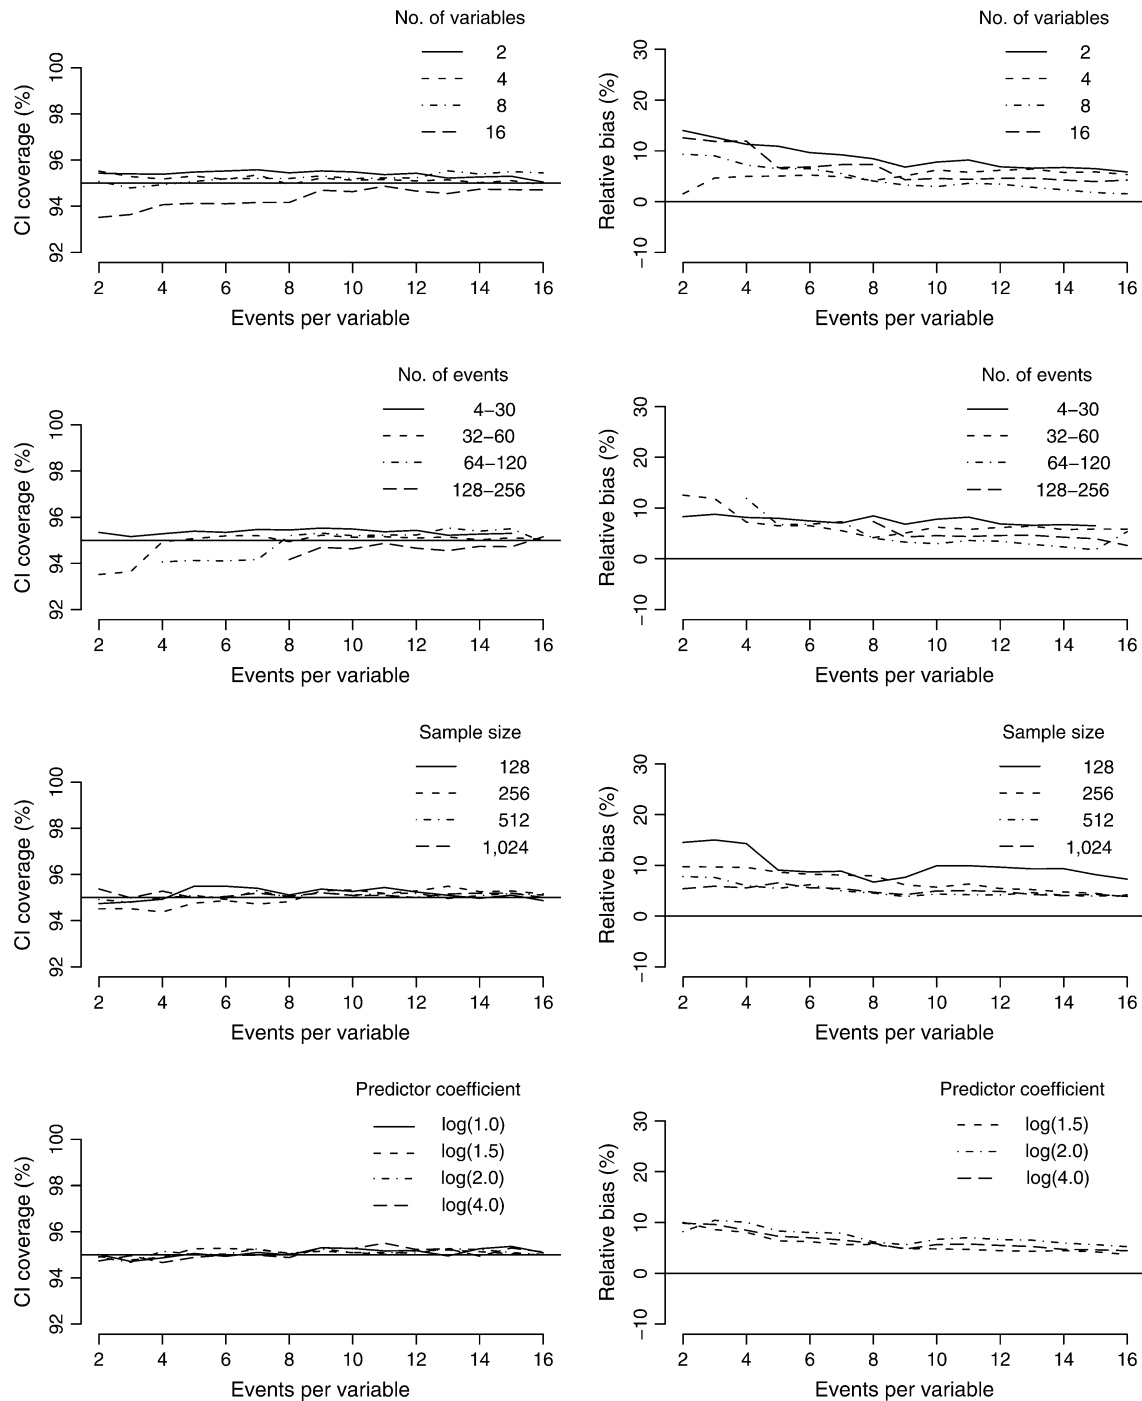 No. of variables
2
4
8
16
CI coverage (%)
100
98
96
94
92
2 4 6 8 10 12 14 16
Events per variable
No. of variables
2
4
8
16
Relative bias (%)
30
20
10
0
−10
2 4 6 8 10 12 14 16
Events per variable
No. of events
4−30
32−60
64−120
128−256
CI coverage (%)
100
98
96
94
92
2 4 6 8 10 12 14 16
Events per variable
No. of events
4−30
32−60
64−120
128−256
Relative bias (%)
30
20
10
0
−10
2 4 6 8 10 12 14 16
Events per variable
Sample size
128
256
512
1,024
CI coverage (%)
100
98
96
94
92
2 4 6 8 10 12 14 16
Events per variable
Sample size
128
256
512
1,024
Relative bias (%)
30
20
10
0
−10
2 4 6 8 10 12 14 16
Events per variable
Predictor coefficient
log(1.0)
log(1.5)
log(2.0)
log(4.0)
CI coverage (%)
100
98
96
94
92
2 4 6 8 10 12 14 16
Events per variable
Predictor coefficient
log(1.5)
log(2.0)
log(4.0)
Relative bias (%)
30
20
10
0
−10
2 4 6 8 10 12 14 16
Events per variable